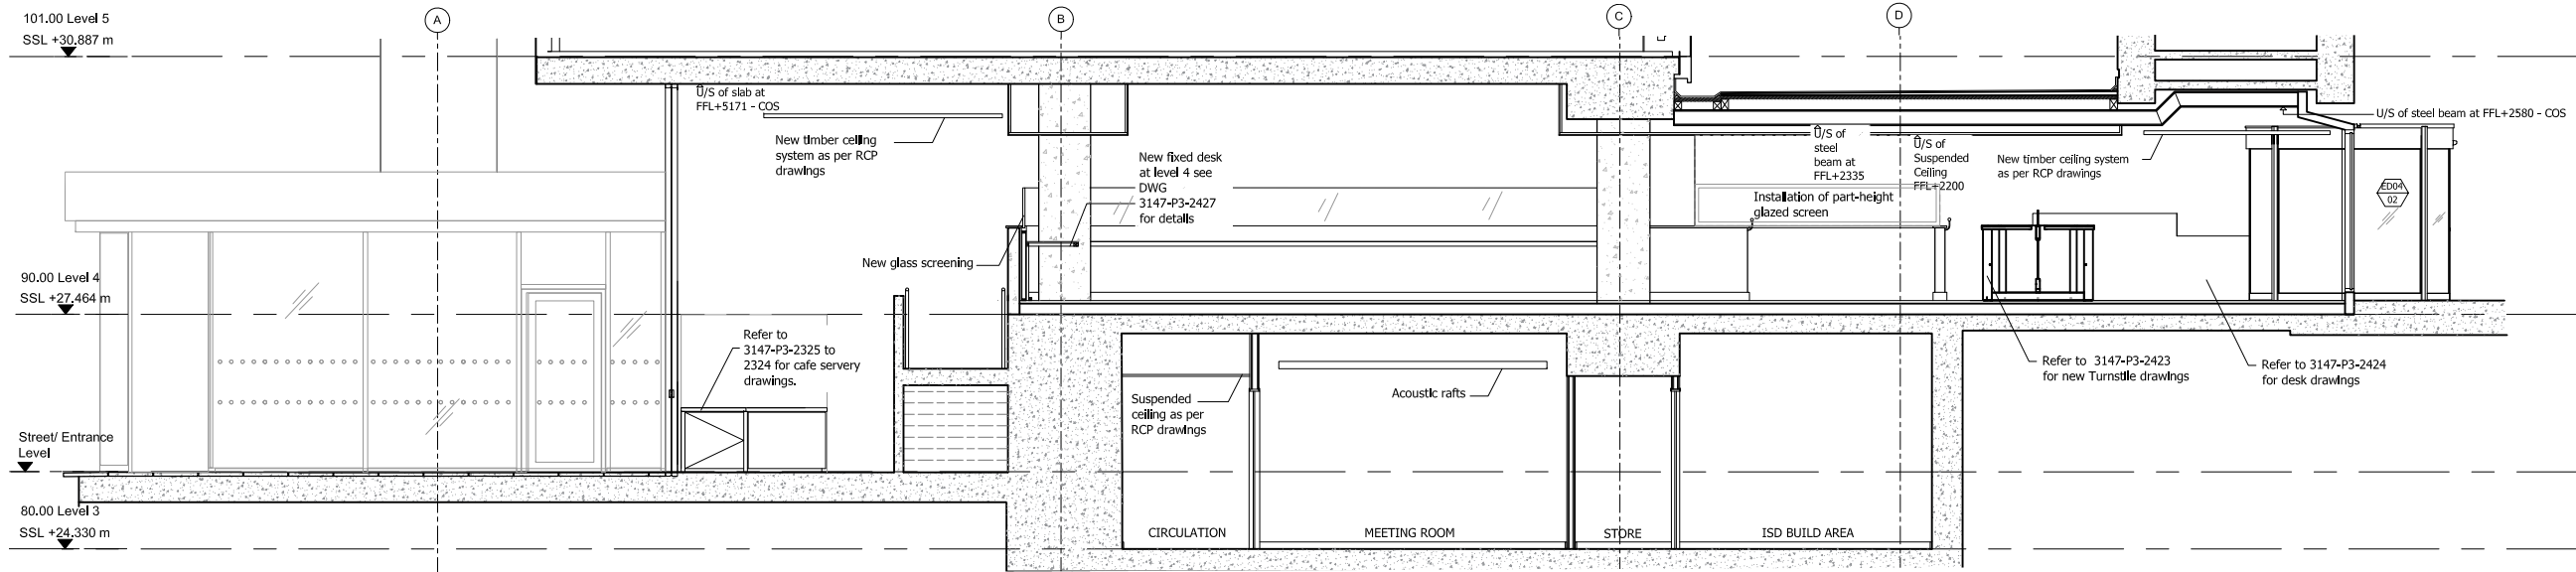 101.00 Level 5
SSL +30.887 m
A
B
C
D
U/S of slab at
FFL+5171 - COS
New timber ceiling
system as per RCP
drawings
New fixed desk
at level 4 see
DWG
3147-P3-2427
for details
New glass screening
U/S of
steel
beam at
FFL+2335
U/S of
Suspended
Ceiling
FFL+2200
Installation of part-height
glazed screen
New timber ceiling system
as per RCP drawings
U/S of steel beam at FFL+2580 - COS
ED04
02
90.00 Level 4
SSL +27.464 m
Refer to
3147-P3-2325 to
2324 for cafe servery
drawings.
Suspended
ceiling as per
RCP drawings
Acoustic rafts
Refer to 3147-P3-2423
for new Turnstile drawings
Refer to 3147-P3-2424
for desk drawings
Street/ Entrance
Level
80.00 Level 3
SSL +24.330 m
CIRCULATION
MEETING ROOM
STORE
ISD BUILD AREA